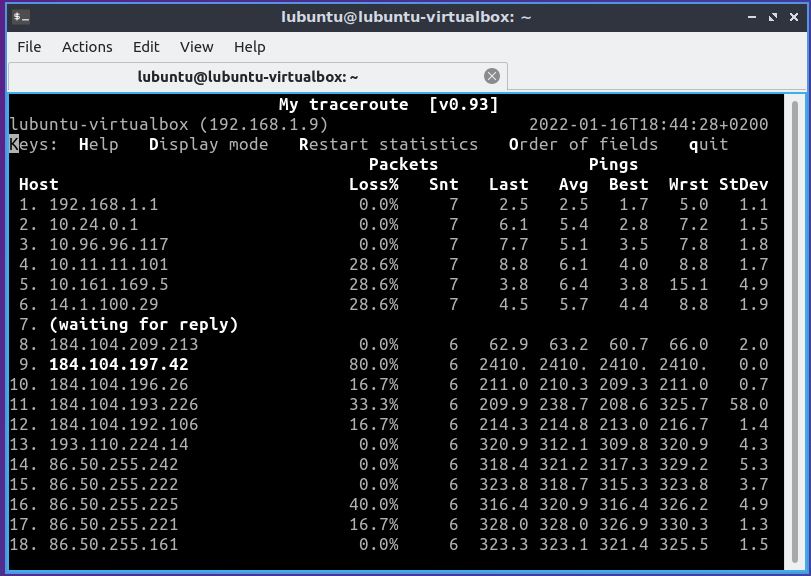 lubuntu@lubuntu-virtualbox: ~
File Actions Edit View Help
lubuntu@lubuntu-virtualbox: ~
My traceroute [v0.93]
lubuntu-virtualbox (192.168.1.9) 2022-01-16T18:44:28+0200
Keys: Help Display mode Restart statistics Order of fields quit
Packets Pings
Host Loss% Snt Last Avg Best Wrst StDev
1. 192.168.1.1 0.0% 7 2.5 2.5 1.7 5.0 1.1
2. 10.24.0.1 0.0% 7 6.1 5.4 2.8 7.2 1.5
3. 10.96.96.117 0.0% 7 7.7 5.1 3.5 7.8 1.8
4. 10.11.11.101 28.6% 7 8.8 6.1 4.0 8.8 1.7
5. 10.161.169.5 28.6% 7 3.8 6.4 3.8 15.1 4.9
6. 14.1.100.29 28.6% 7 4.5 5.7 4.4 8.8 1.9
7. (waiting for reply)
8. 184.104.209.213 0.0% 6 62.9 63.2 60.7 66.0 2.0
9. 184.104.197.42 80.0% 6 2410. 2410. 2410. 2410. 0.0
10. 184.104.196.26 16.7% 6 211.0 210.3 209.3 211.0 0.7
11. 184.104.193.226 33.3% 6 209.9 238.7 208.6 325.7 58.0
12. 184.104.192.106 16.7% 6 214.3 214.8 213.0 216.7 1.4
13. 193.110.224.14 0.0% 6 320.9 312.1 309.8 320.9 4.3
14. 86.50.255.242 0.0% 6 318.4 321.2 317.3 329.2 5.3
15. 86.50.255.222 0.0% 6 323.8 318.7 315.3 323.8 3.7
16. 86.50.255.225 40.0% 6 316.4 320.9 316.4 326.2 4.9
17. 86.50.255.221 16.7% 6 328.0 328.0 326.9 330.3 1.3
18. 86.50.255.161 0.0% 6 323.3 323.1 321.4 325.5 1.5